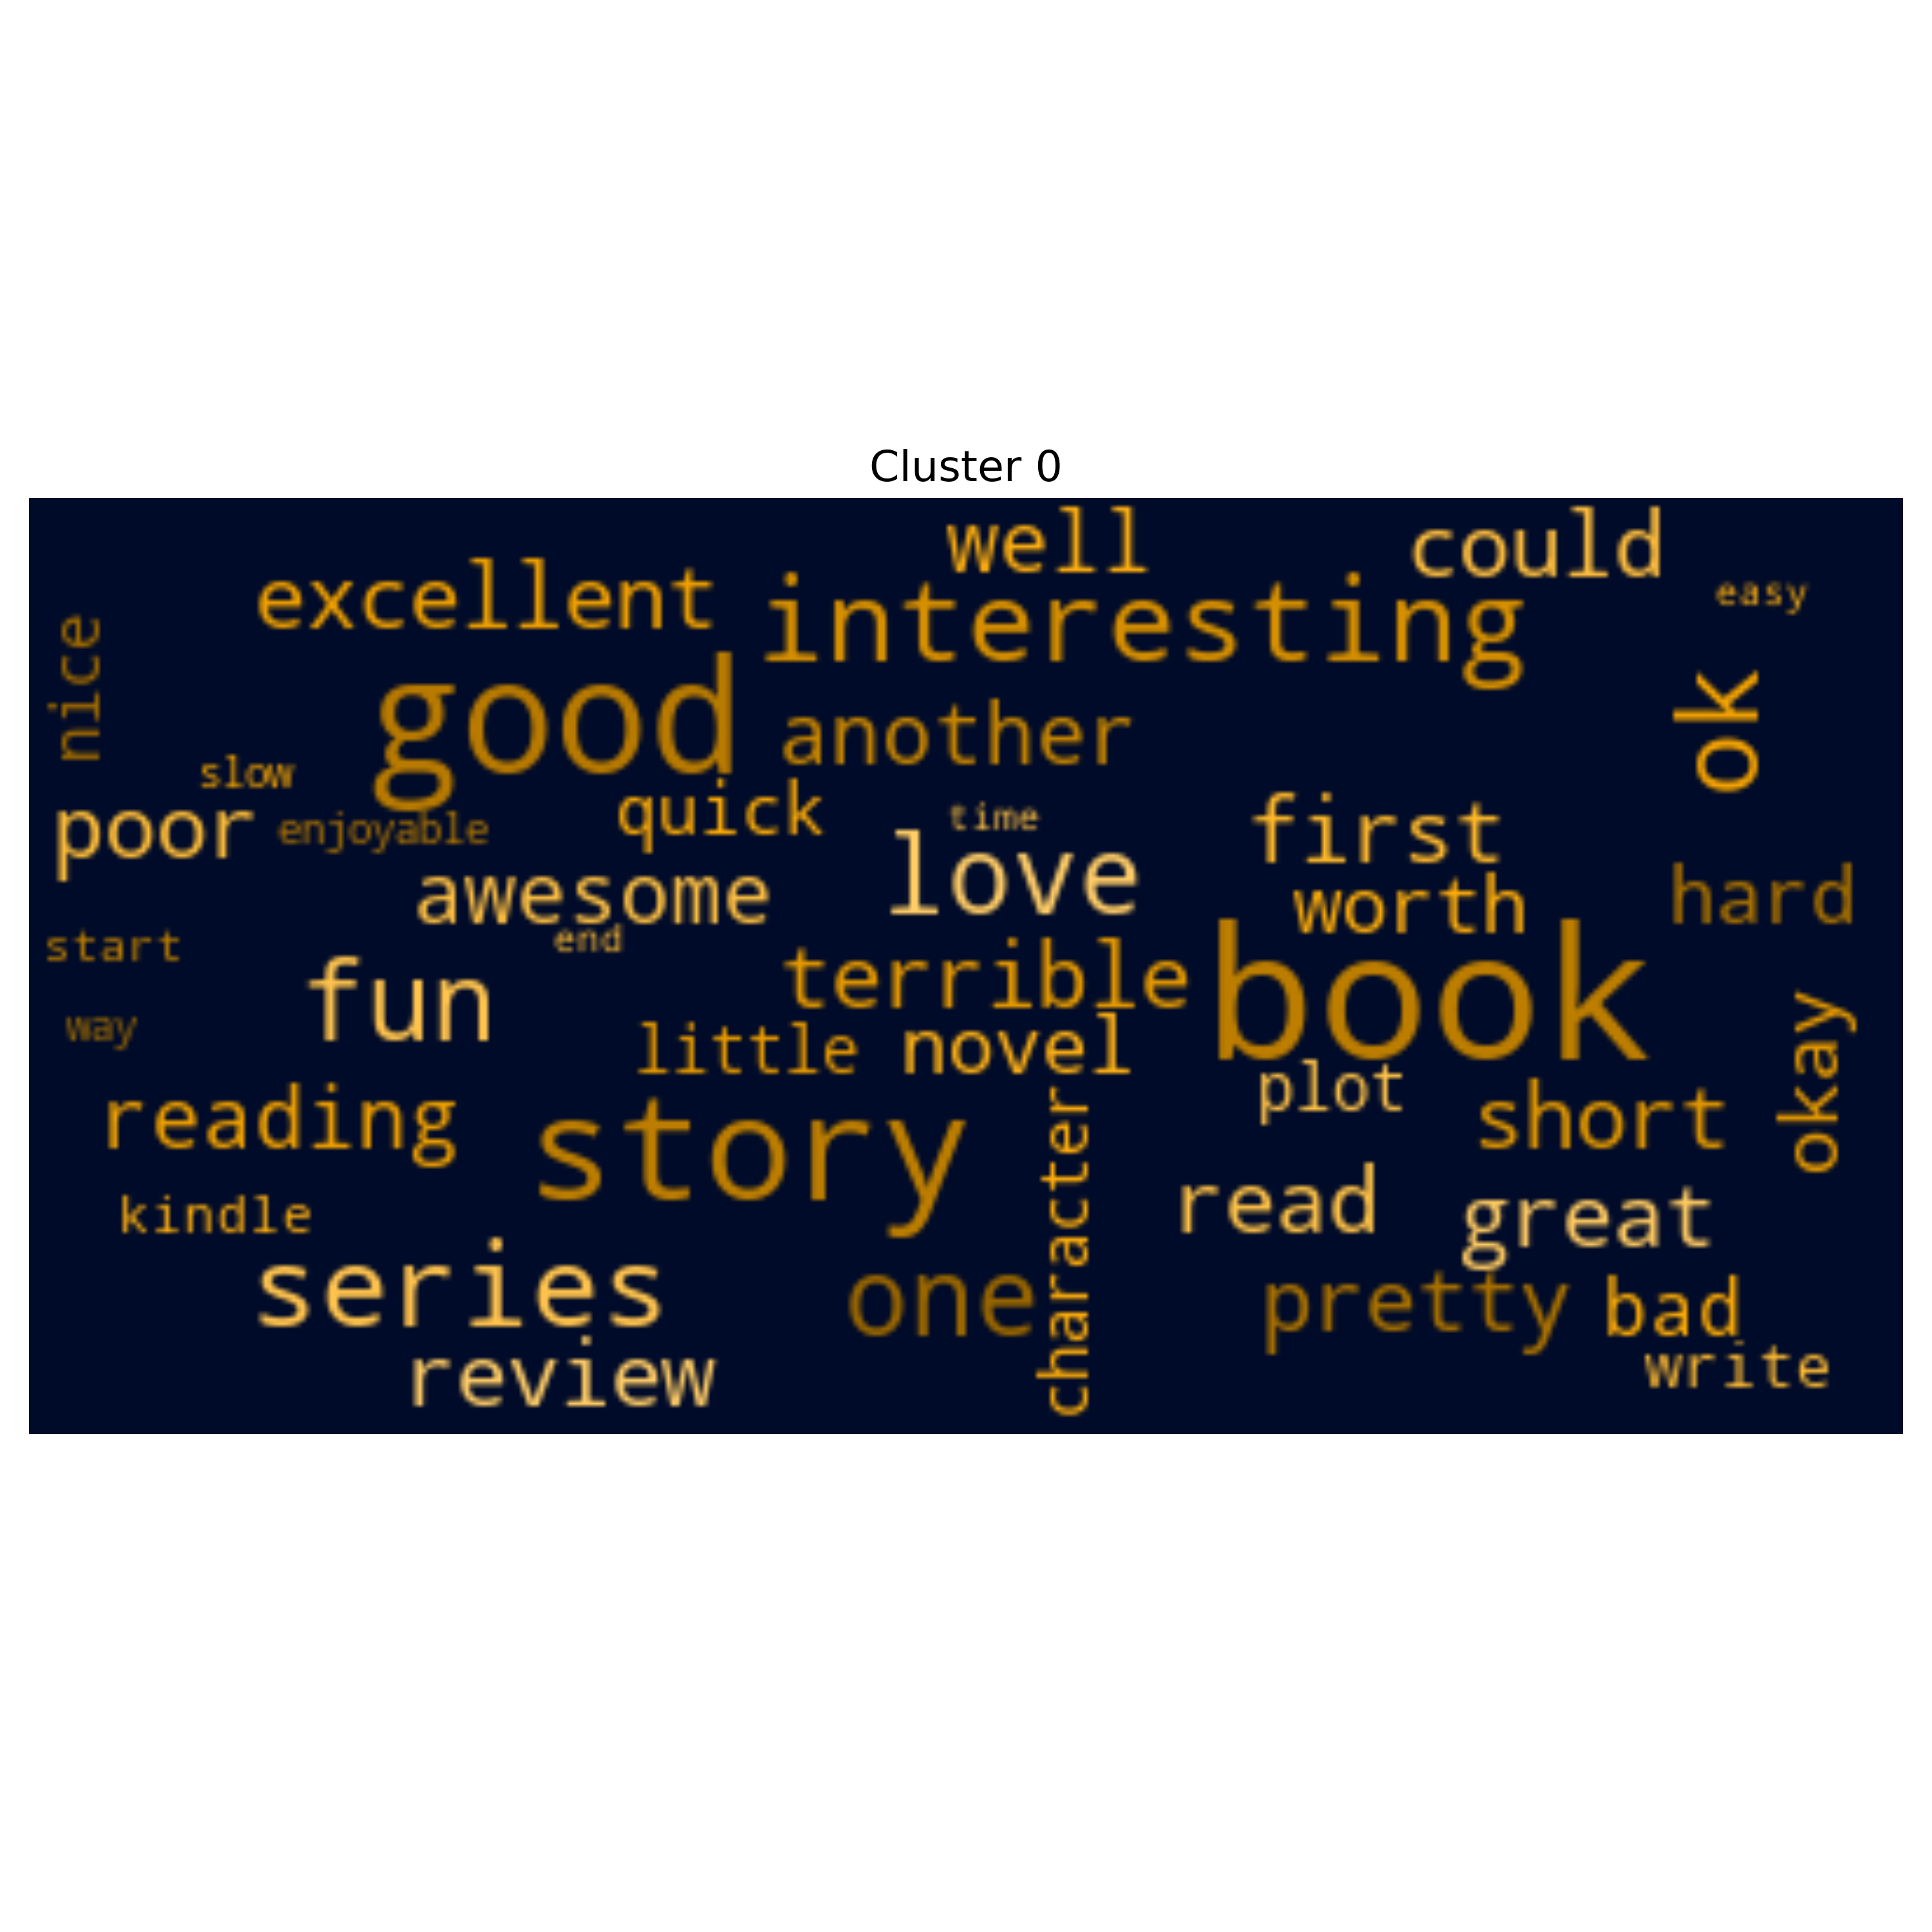 Cluster 0
well
could
excellent
interesting
easy
nice
good
another
ok
slow
poor
enjoyable
quick
time
love
first
awesome
worth
hard
start
end
fun
terrible
book
way
little
novel
okay
plot
reading
story
character
short
kindle
read
great
series
one
pretty
bad
review
write